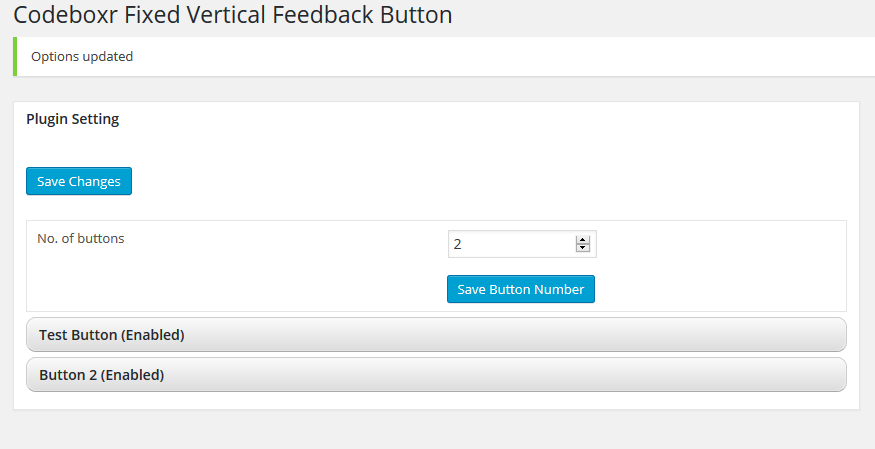 Codeboxr Fixed Vertical Feedback Button
Options updated
Plugin Setting
Save Changes
No. of buttons
2
Save Button Number
Test Button (Enabled)
Button 2 (Enabled)